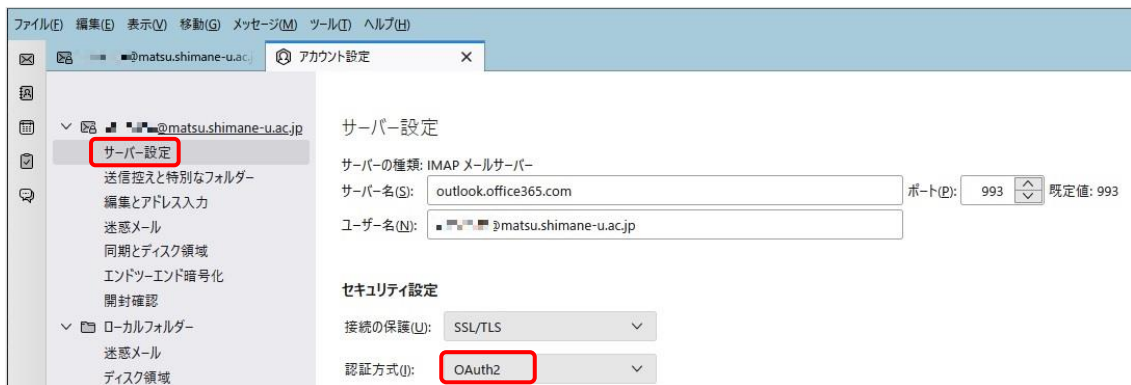 ファイル(F) 編集(E) 表示(V) 移動(G) メッセージ(M) ツール(T) ヘルプ(H)
@matsu.shimane-u.ac.j
アカウント設定
@matsu.shimane-u.ac.jp
サーバー設定
送信控えと特別なフォルダー
編集とアドレス入力
迷惑メール
同期とディスク領域
エンドツーエンド暗号化
開封確認
ローカルフォルダー
迷惑メール
ディスク領域
サーバー設定
サーバーの種類: IMAP メールサーバー
サーバー名(S): outlook.office365.com ポート(P): 993 既定値: 993
ユーザー名(N): @matsu.shimane-u.ac.jp
セキュリティ設定
接続の保護(U): SSL/TLS
認証方式(I): OAuth2